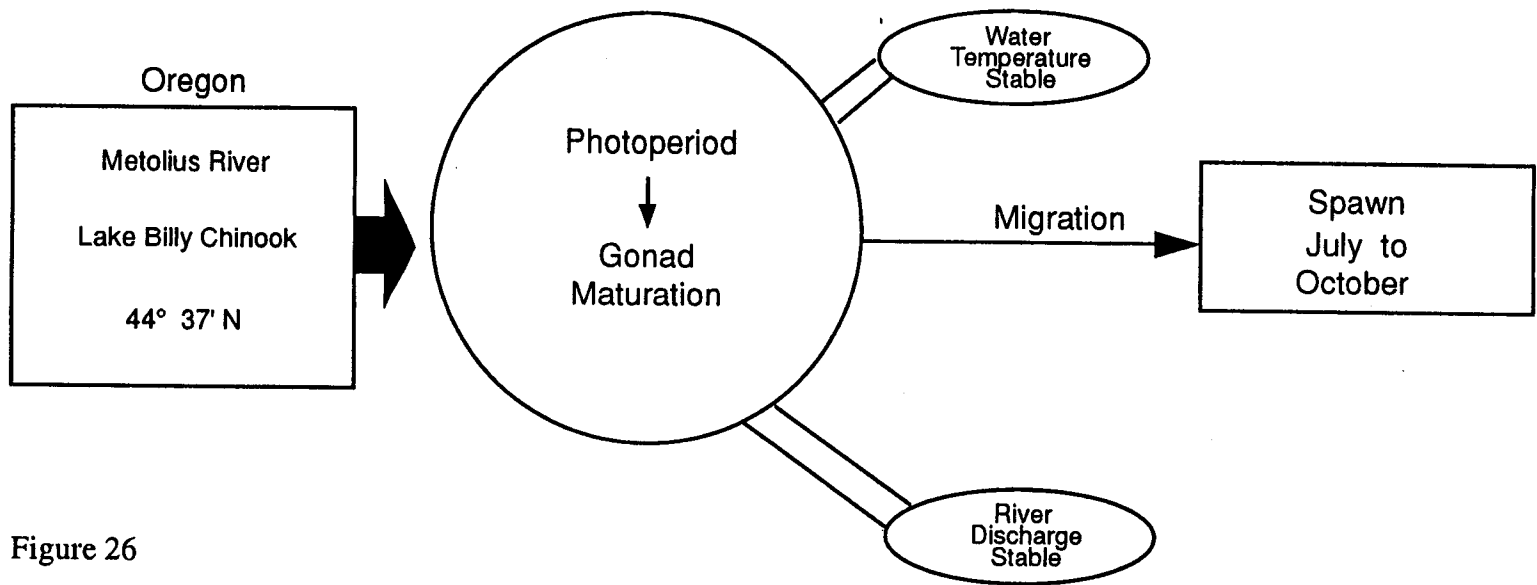 Oregon
Metolius River
Lake Billy Chinook
44° 37' N
Photoperiod
Gonad
Maturation
Water
Temperature
Stable
River
Discharge
Stable
Migration
Spawn
July to
October
Figure 26